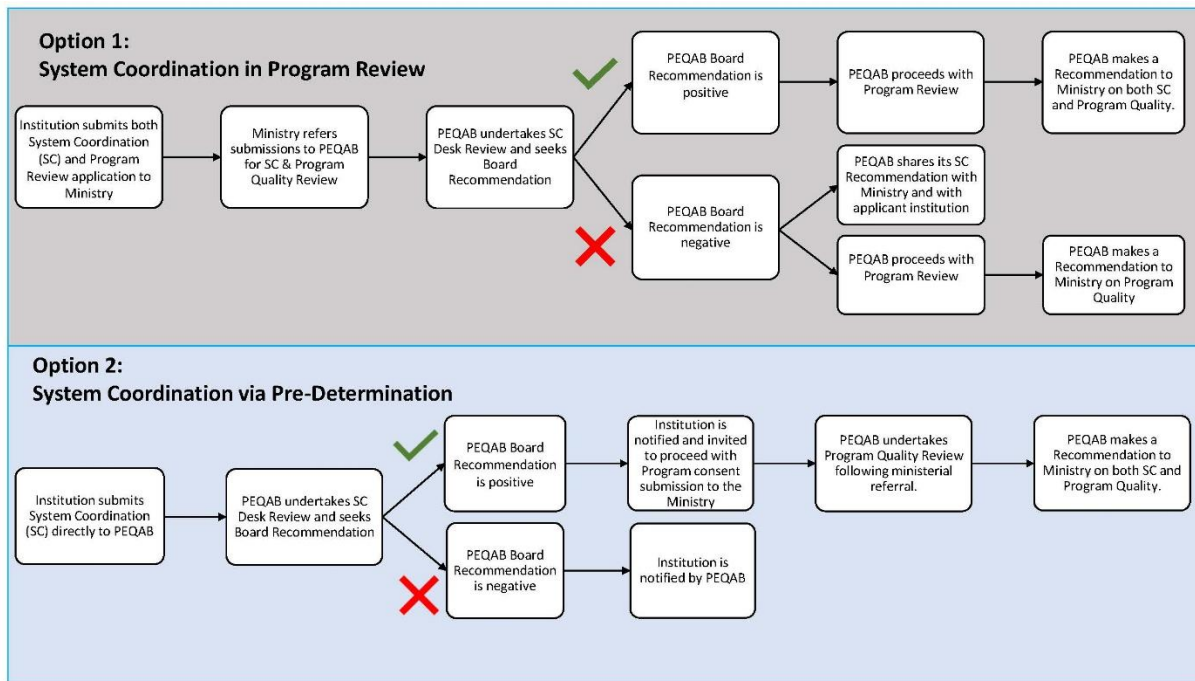 Option 1:
System Coordination in Program Review
Institution submits both
System Coordination
(SC) and Program
Review application to
Ministry
Ministry refers
submissions to PEQAB
for SC & Program
Quality Review
PEQAB undertakes SC
Desk Review and seeks
Board
Recommendation
PEQAB Board
Recommendation is
positive
PEQAB proceeds with
Program Review
PEQAB makes a
Recommendation to
Ministry on both SC
and Program Quality.
PEQAB Board
Recommendation is
negative
PEQAB shares its SC
Recommendation with
Ministry and with
applicant institution
PEQAB proceeds with
Program Review
PEQAB makes a
Recommendation to
Ministry on Program
Quality
Option 2:
System Coordination via Pre-Determination
Institution submits
System Coordination
(SC) directly to PEQAB
PEQAB undertakes SC
Desk Review and seeks
Board Recommendation
PEQAB Board
Recommendation
is positive
Institution is
notified and invited
to proceed with
Program consent
submission to the
Ministry
PEQAB undertakes
Program Quality Review
following ministerial
referral.
PEQAB makes a
Recommendation to
Ministry on both SC and
Program Quality.
PEQAB Board
Recommendation
is negative
Institution is
notified by PEQAB